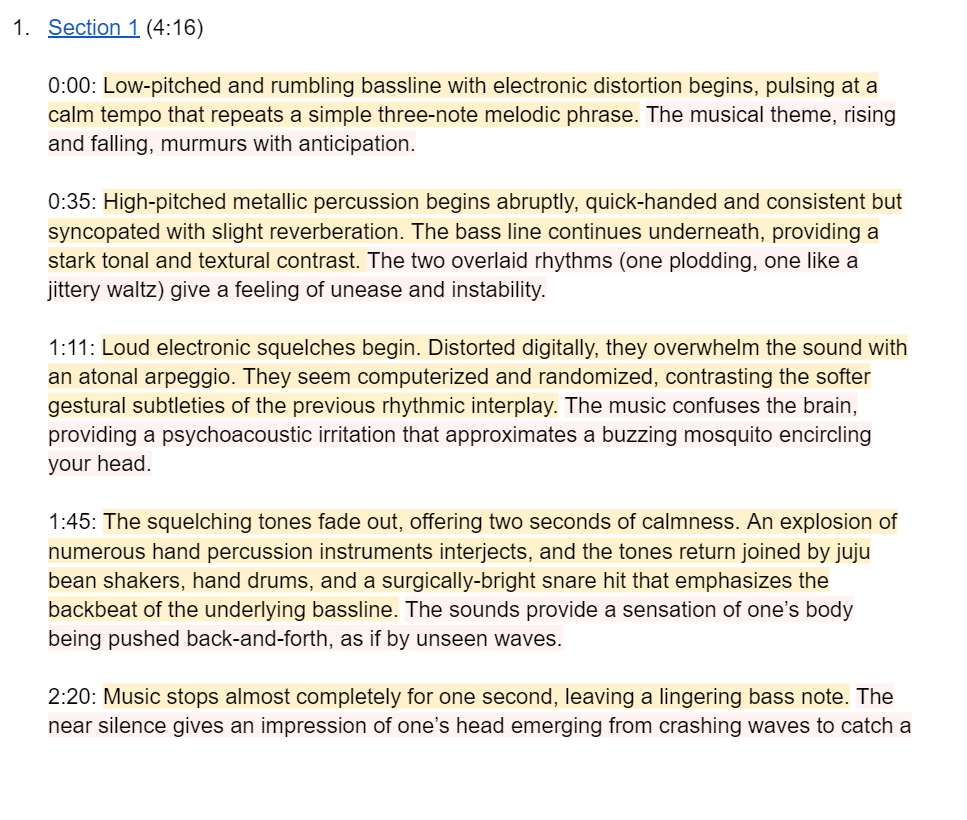 1. Section 1 (4:16)
0:00: Low-pitched and rumbling bassline with electronic distortion begins, pulsing at a
calm tempo that repeats a simple three-note melodic phrase. The musical theme, rising
and falling, murmurs with anticipation.
0:35: High-pitched metallic percussion begins abruptly, quick-handed and consistent but
syncopated with slight reverberation. The bass line continues underneath, providing a
stark tonal and textural contrast. The two overlaid rhythms (one plodding, one like a
jittery waltz) give a feeling of unease and instability.
1:11: Loud electronic squelches begin. Distorted digitally, they overwhelm the sound with
an atonal arpeggio. They seem computerized and randomized, contrasting the softer
gestural subtleties of the previous rhythmic interplay. The music confuses the brain,
providing a psychoacoustic irritation that approximates a buzzing mosquito encircling
your head.
1:45: The squelching tones fade out, offering two seconds of calmness. An explosion of
numerous hand percussion instruments interjects, and the tones return joined by juju
bean shakers, hand drums, and a surgically-bright snare hit that emphasizes the
backbeat of the underlying bassline. The sounds provide a sensation of one’s body
being pushed back-and-forth, as if by unseen waves.
2:20: Music stops almost completely for one second, leaving a lingering bass note. The
near silence gives an impression of one’s head emerging from crashing waves to catch a